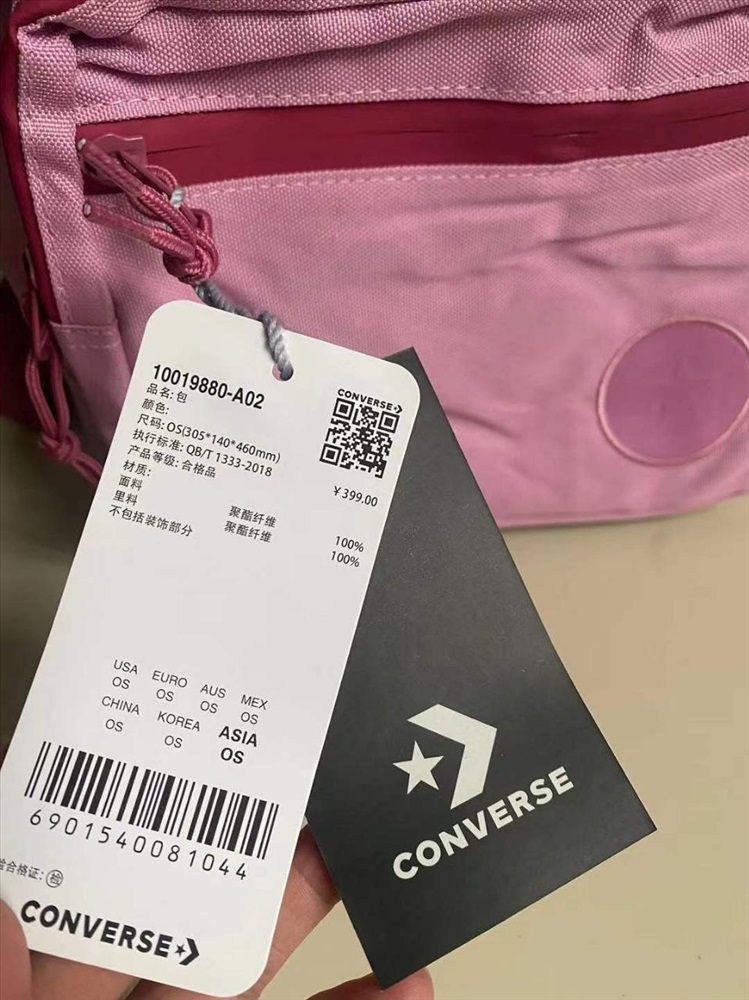 10019880-A02
品名: 包
颜色:
尺码: OS(305*140*460mm)
执行标准: QB/T 1333-2018
产品等级: 合格品
材质:
面料 聚酯纤维 100%
里料 聚酯纤维 100%
不包括装饰部分
CONVERSE
¥399.00
USA EURO AUS MEX
OS OS OS OS
CHINA KOREA ASIA
OS OS OS
6901540081044
合格证: 检
CONVERSE
CONVERSE